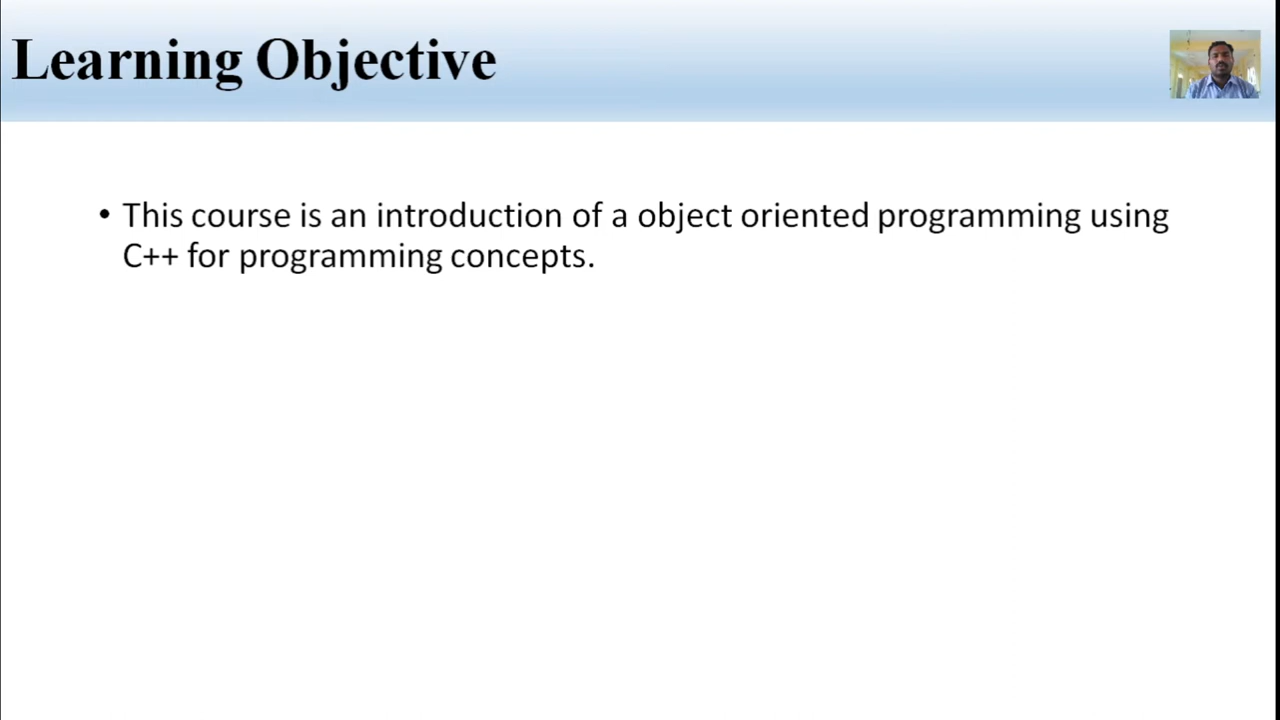 Learning Objective
• This course is an introduction of a object oriented programming using
C++ for programming concepts.